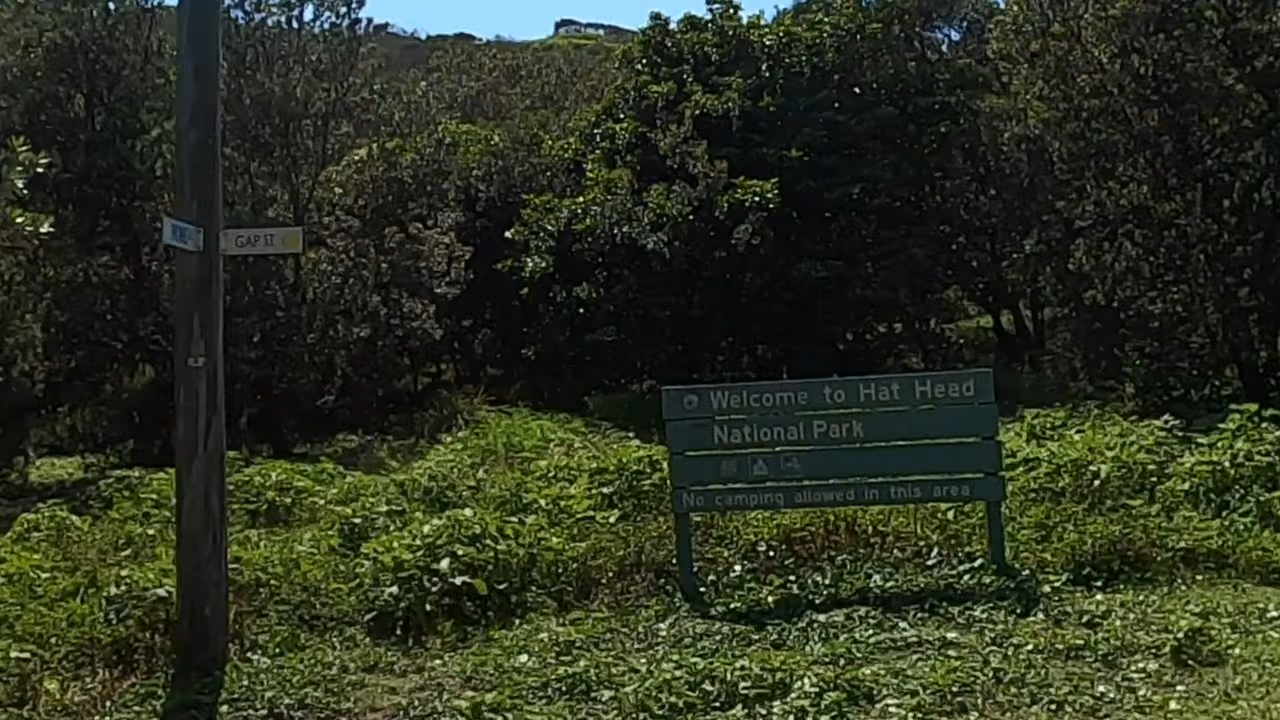 GAP ST
Welcome to Hat Head
National Park
No camping allowed in this area